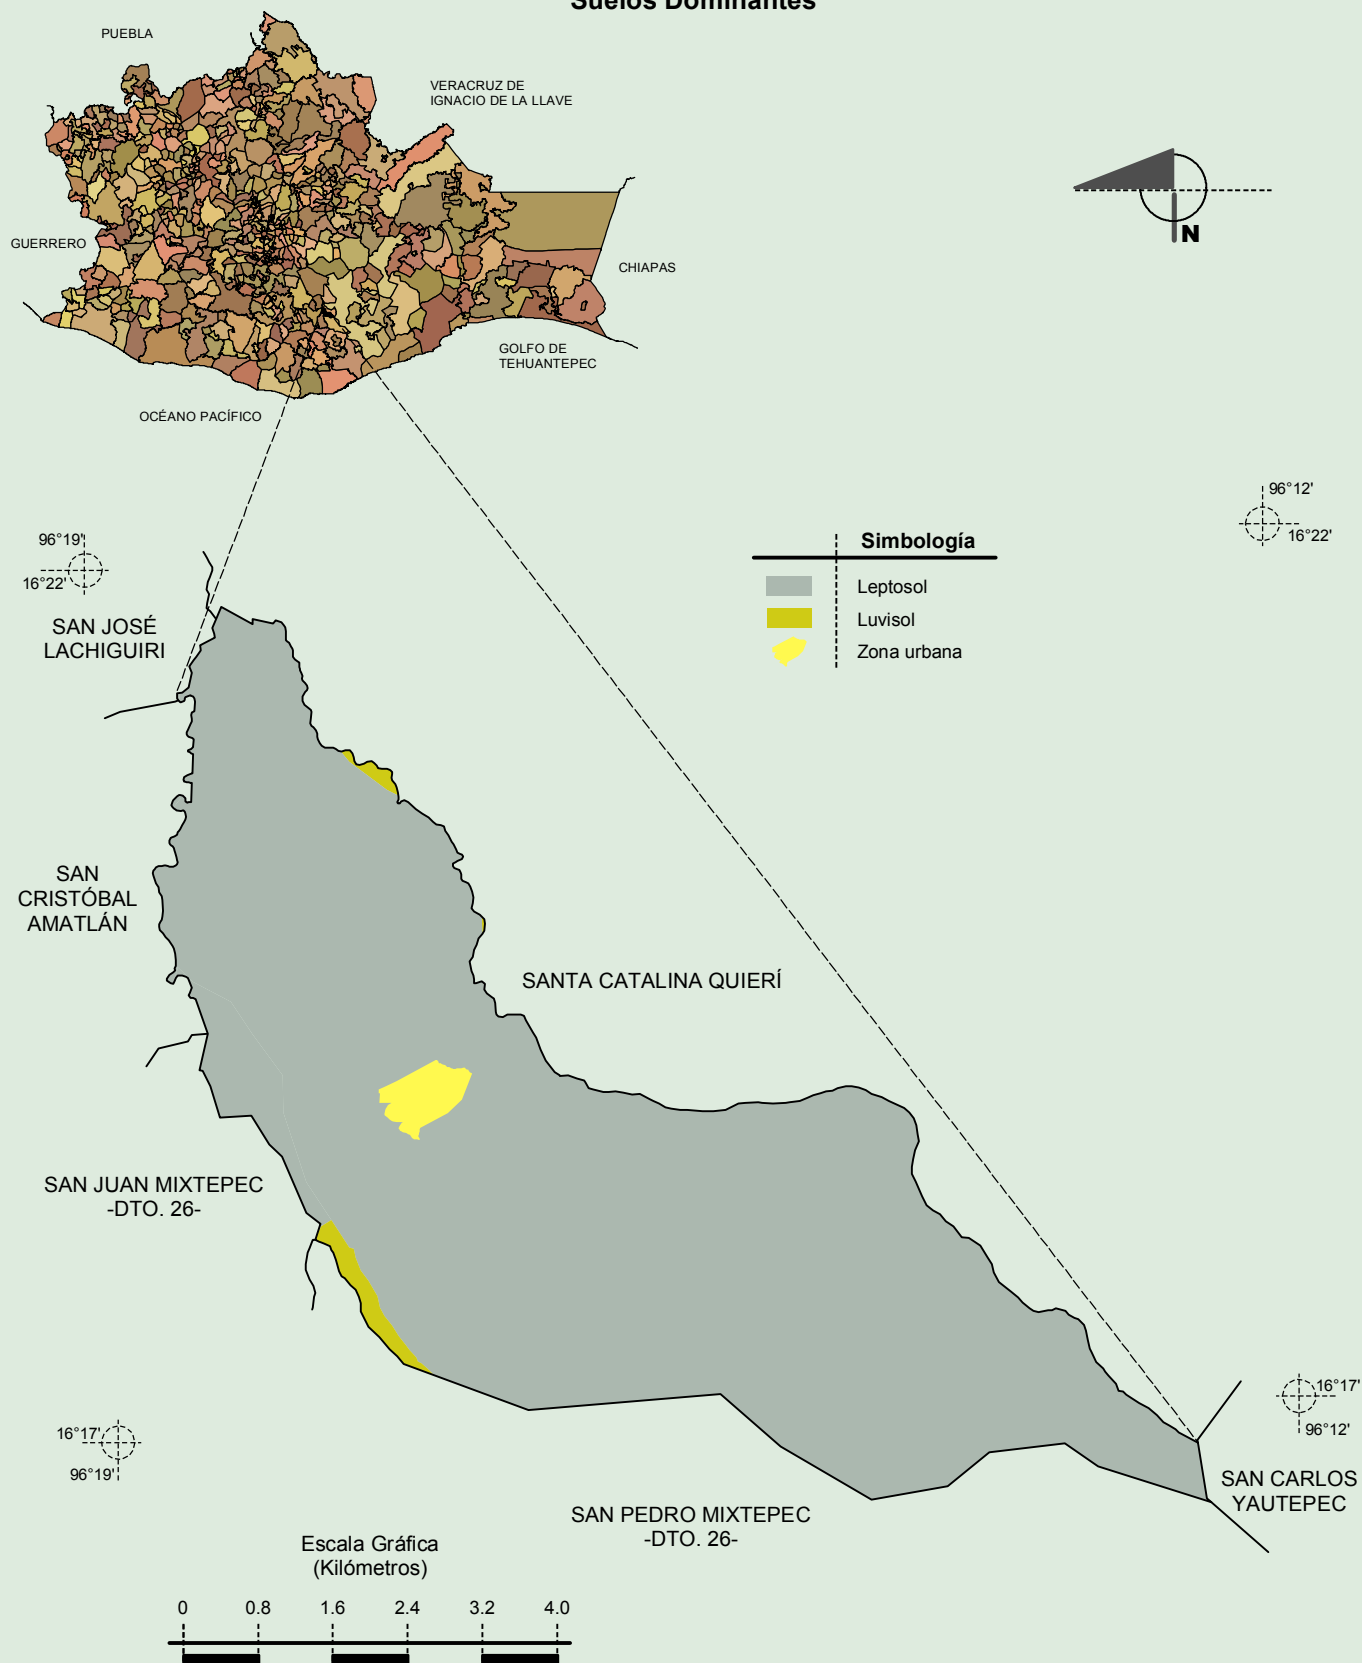 Suelos Dominantes
PUEBLA
VERACRUZ DE
IGNACIO DE LA LLAVE
GUERRERO
CHIAPAS
GOLFO DE
TEHUANTEPEC
OCÉANO PACÍFICO
N
96°19'
16°22'
96°12'
16°22'
Simbología
Leptosol
Luvisol
Zona urbana
SAN JOSÉ
LACHIGUIRI
SAN
CRISTÓBAL
AMATLÁN
SANTA CATALINA QUIERÍ
SAN JUAN MIXTEPEC
-DTO. 26-
16°17'
96°19'
16°17'
96°12'
SAN CARLOS
YAUTEPEC
SAN PEDRO MIXTEPEC
-DTO. 26-
Escala Gráfica
(Kilómetros)
0 0.8 1.6 2.4 3.2 4.0